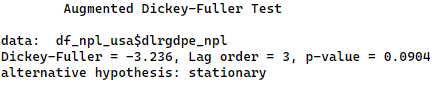 Augmented Dickey-Fuller Test
data:  df_npl_usa$dlrgdpe_npl
Dickey-Fuller = -3.236, Lag order = 3, p-value = 0.0904
alternative hypothesis: stationary